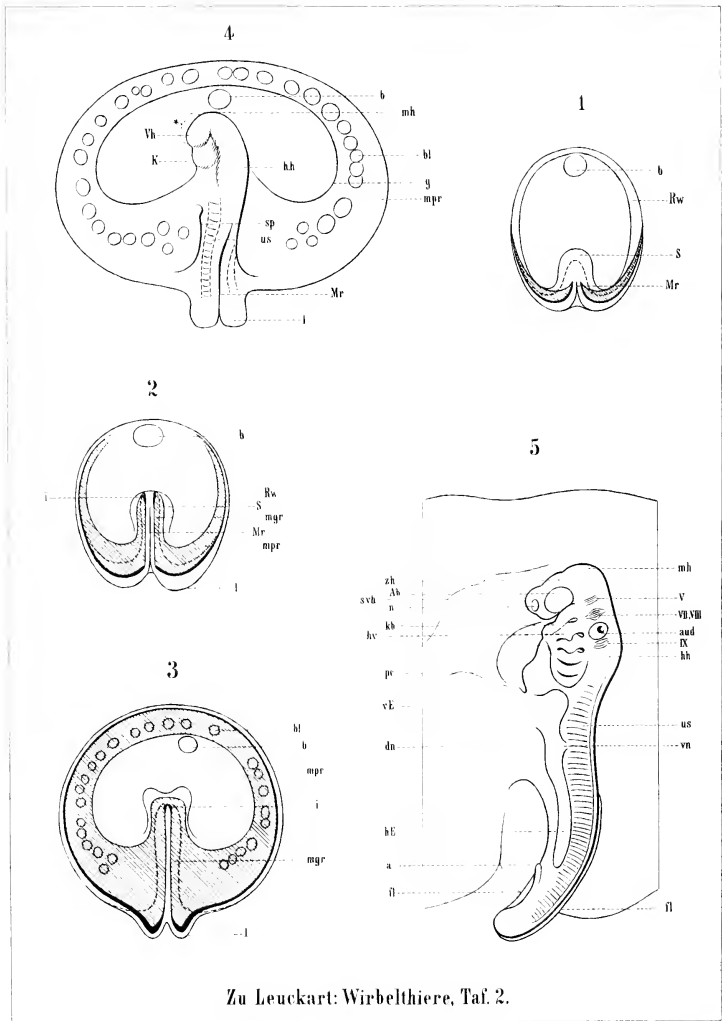 4
b
*
mh
Vh
bl
K
hh
g
mpr
sp
us
Mr
l
1
b
Rw
S
Mr
2
b
i
Rw
S
mgr
Mr
mpr
l
3
bl
b
mpr
i
mgr
l
5
zh
Ab
svh
n
kb
hv
pv
vE
dn
hE
a
fl
mh
V
VII.VIII
aud
IX
hh
us
vn
fl
Zu Leuckart: Wirbelthiere, Taf. 2.